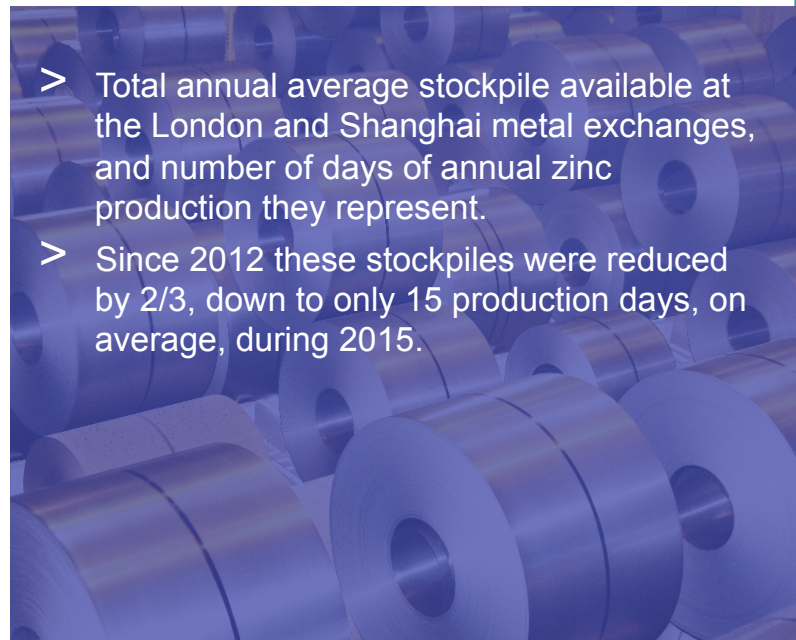 > Total annual average stockpile available at
the London and Shanghai metal exchanges,
and number of days of annual zinc
production they represent.
> Since 2012 these stockpiles were reduced
by 2/3, down to only 15 production days, on
average, during 2015.